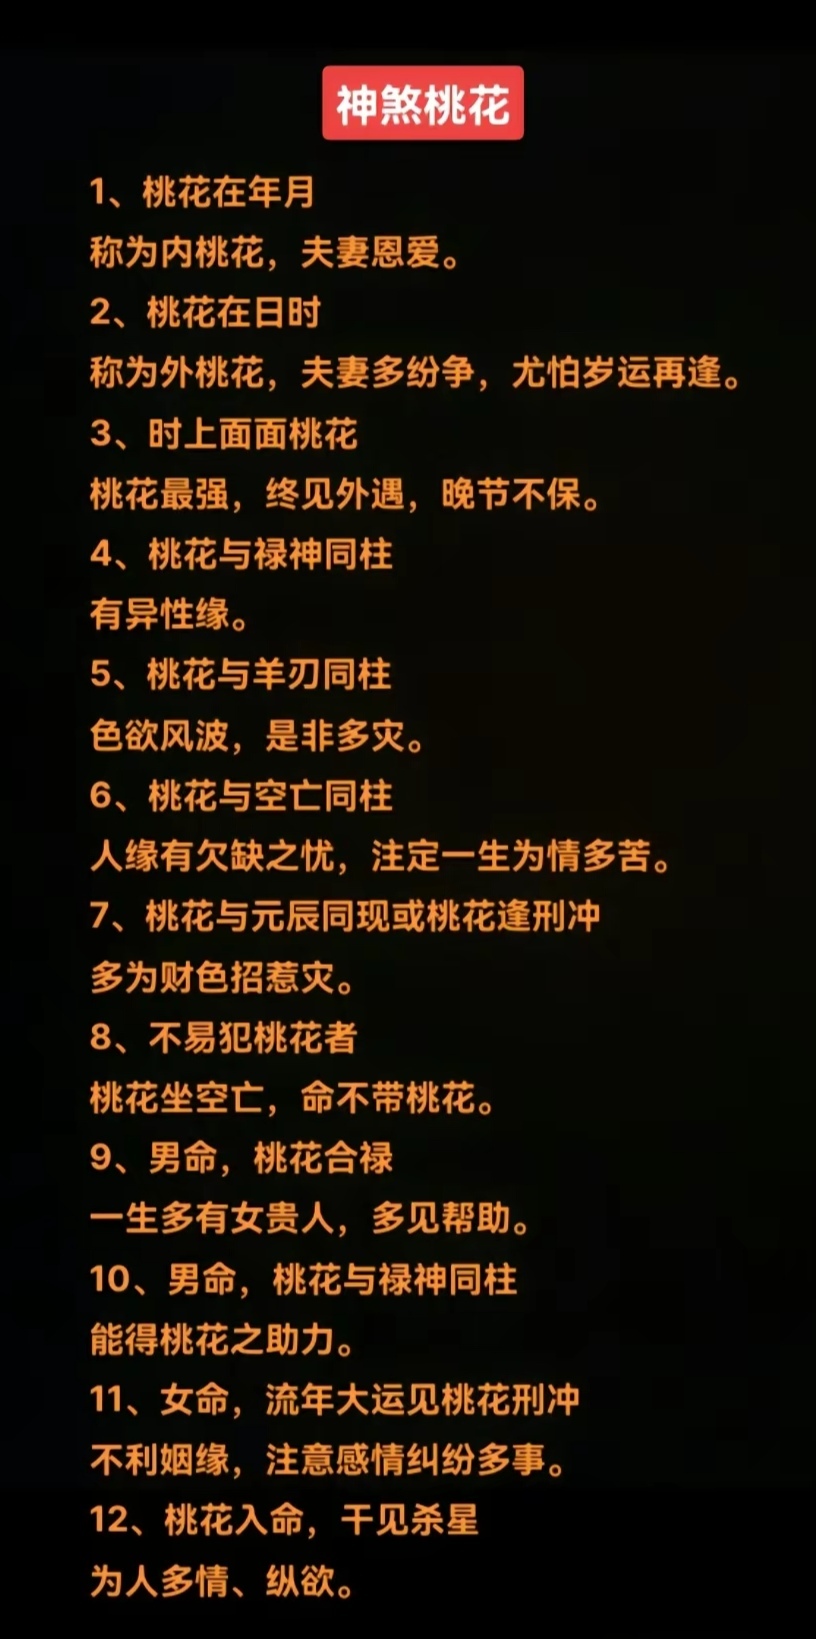 神煞桃花
1、桃花在年月
称为内桃花，夫妻恩爱。
2、桃花在日时
称为外桃花，夫妻多纷争，尤怕岁运再逢。
3、时上面面桃花
桃花最强，终见外遇，晚节不保。
4、桃花与禄神同柱
有异性缘。
5、桃花与羊刃同柱
色欲风波，是非多灾。
6、桃花与空亡同柱
人缘有欠缺之忧，注定一生为情多苦。
7、桃花与元辰同现或桃花逢刑冲
多为财色招惹灾。
8、不易犯桃花者
桃花坐空亡，命不带桃花。
9、男命，桃花合禄
一生多有女贵人，多见帮助。
10、男命，桃花与禄神同柱
能得桃花之助力。
11、女命，流年大运见桃花刑冲
不利姻缘，注意感情纠纷多事。
12、桃花入命，干见杀星
为人多情、纵欲。